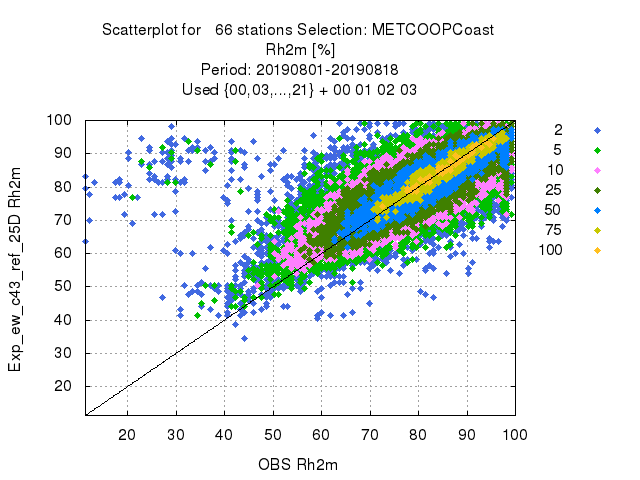 Scatterplot for 66 stations Selection: METCOOPCoast
Rh2m [%]
Period: 20190801-20190818
Used {00,03,...,21} + 00 01 02 03
100
90
80
70
60
50
40
30
20
Exp_ew_c43_ref_25D Rh2m
20 30 40 50 60 70 80 90 100
OBS Rh2m
2
5
10
25
50
75
100